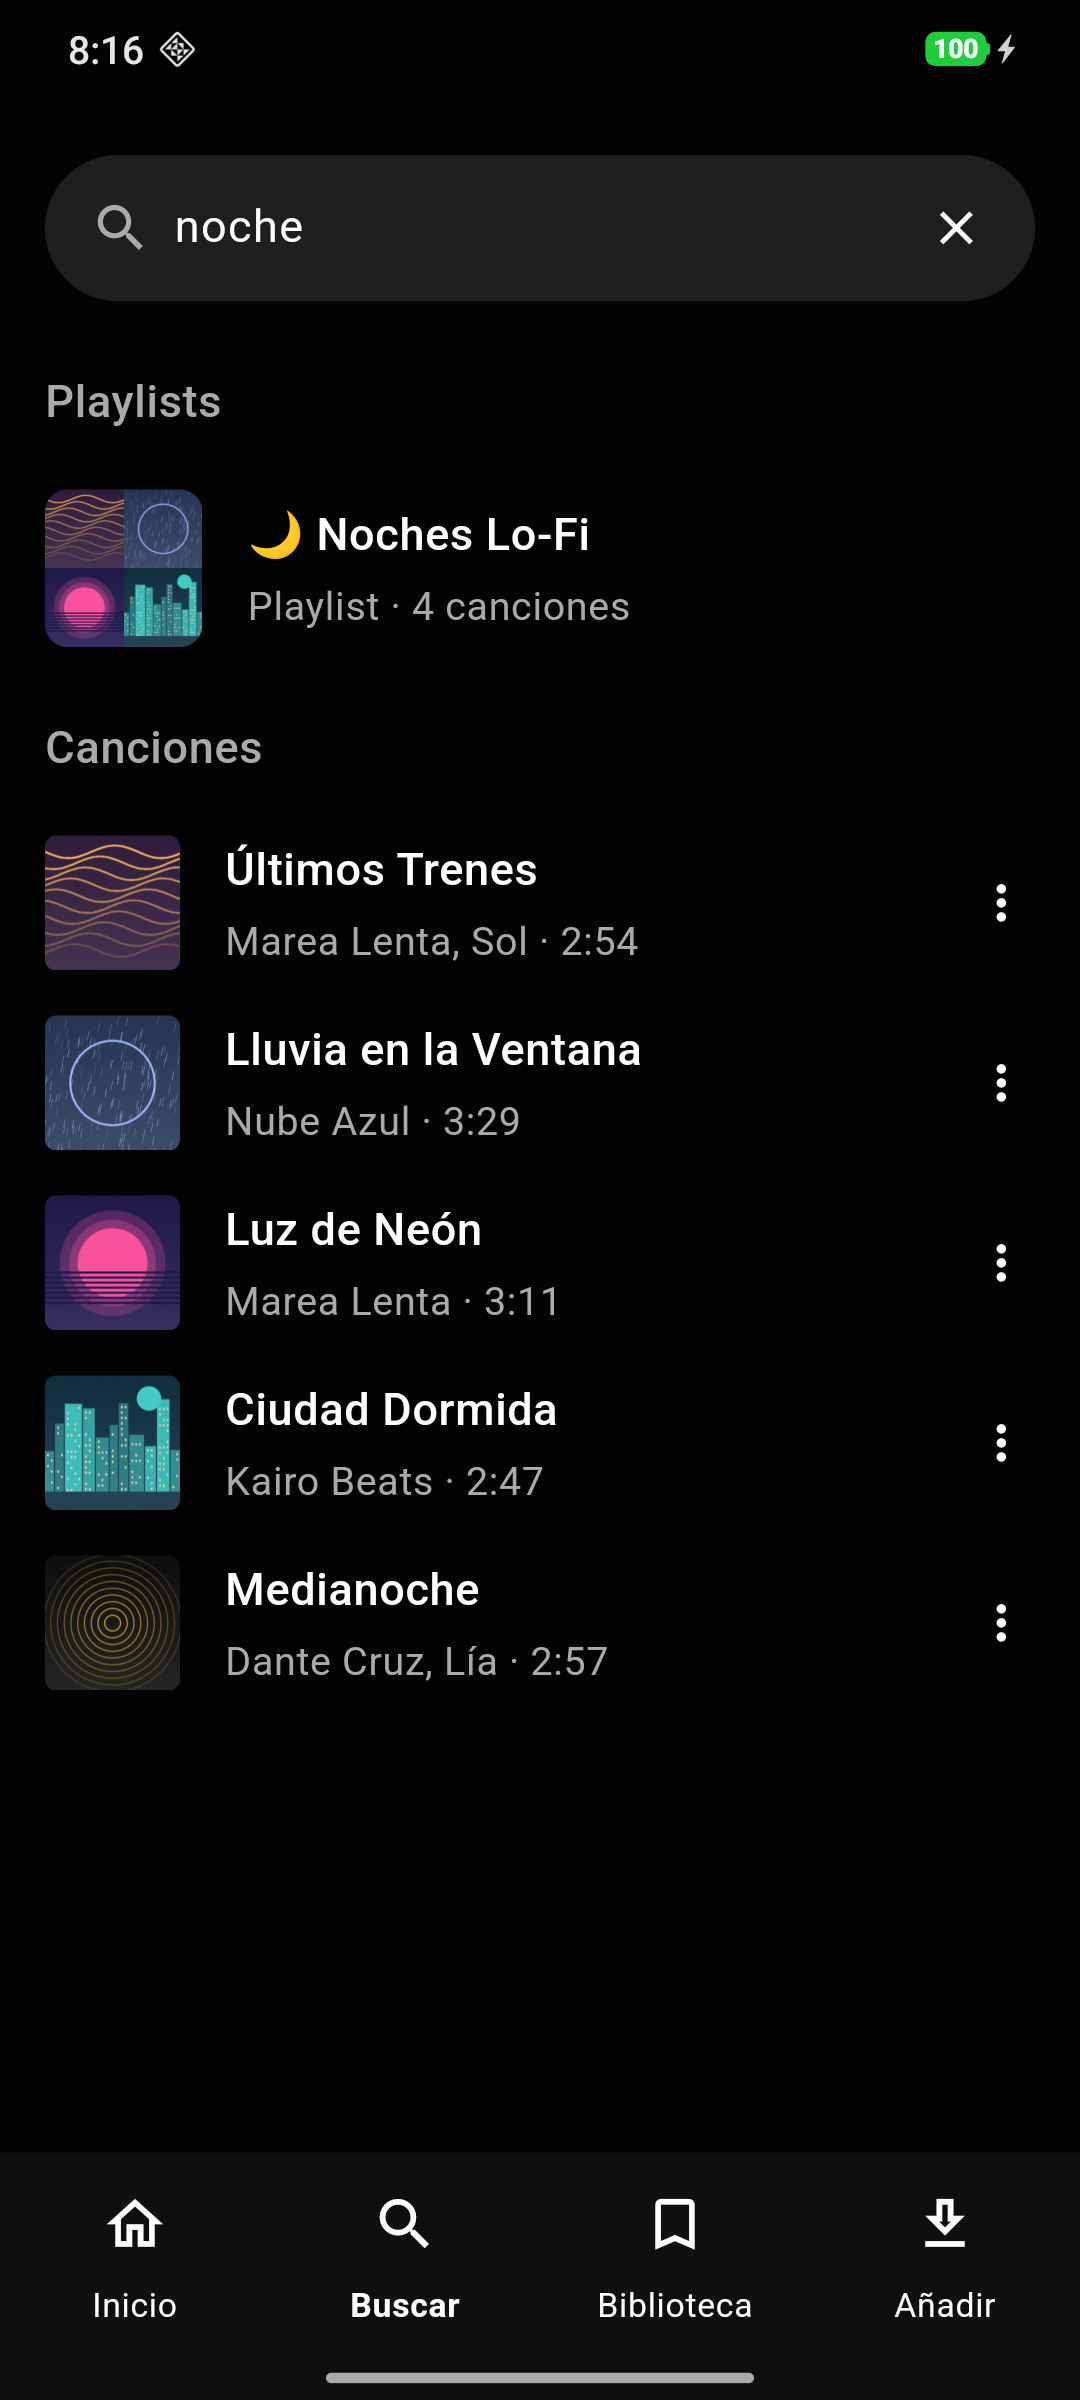 8:16
100
noche
Playlists
🌙 Noches Lo-Fi
Playlist · 4 canciones
Canciones
Últimos Trenes
Marea Lenta, Sol · 2:54
Lluvia en la Ventana
Nube Azul · 3:29
Luz de Neón
Marea Lenta · 3:11
Ciudad Dormida
Kairo Beats · 2:47
Medianoche
Dante Cruz, Lía · 2:57
Inicio
Buscar
Biblioteca
Añadir